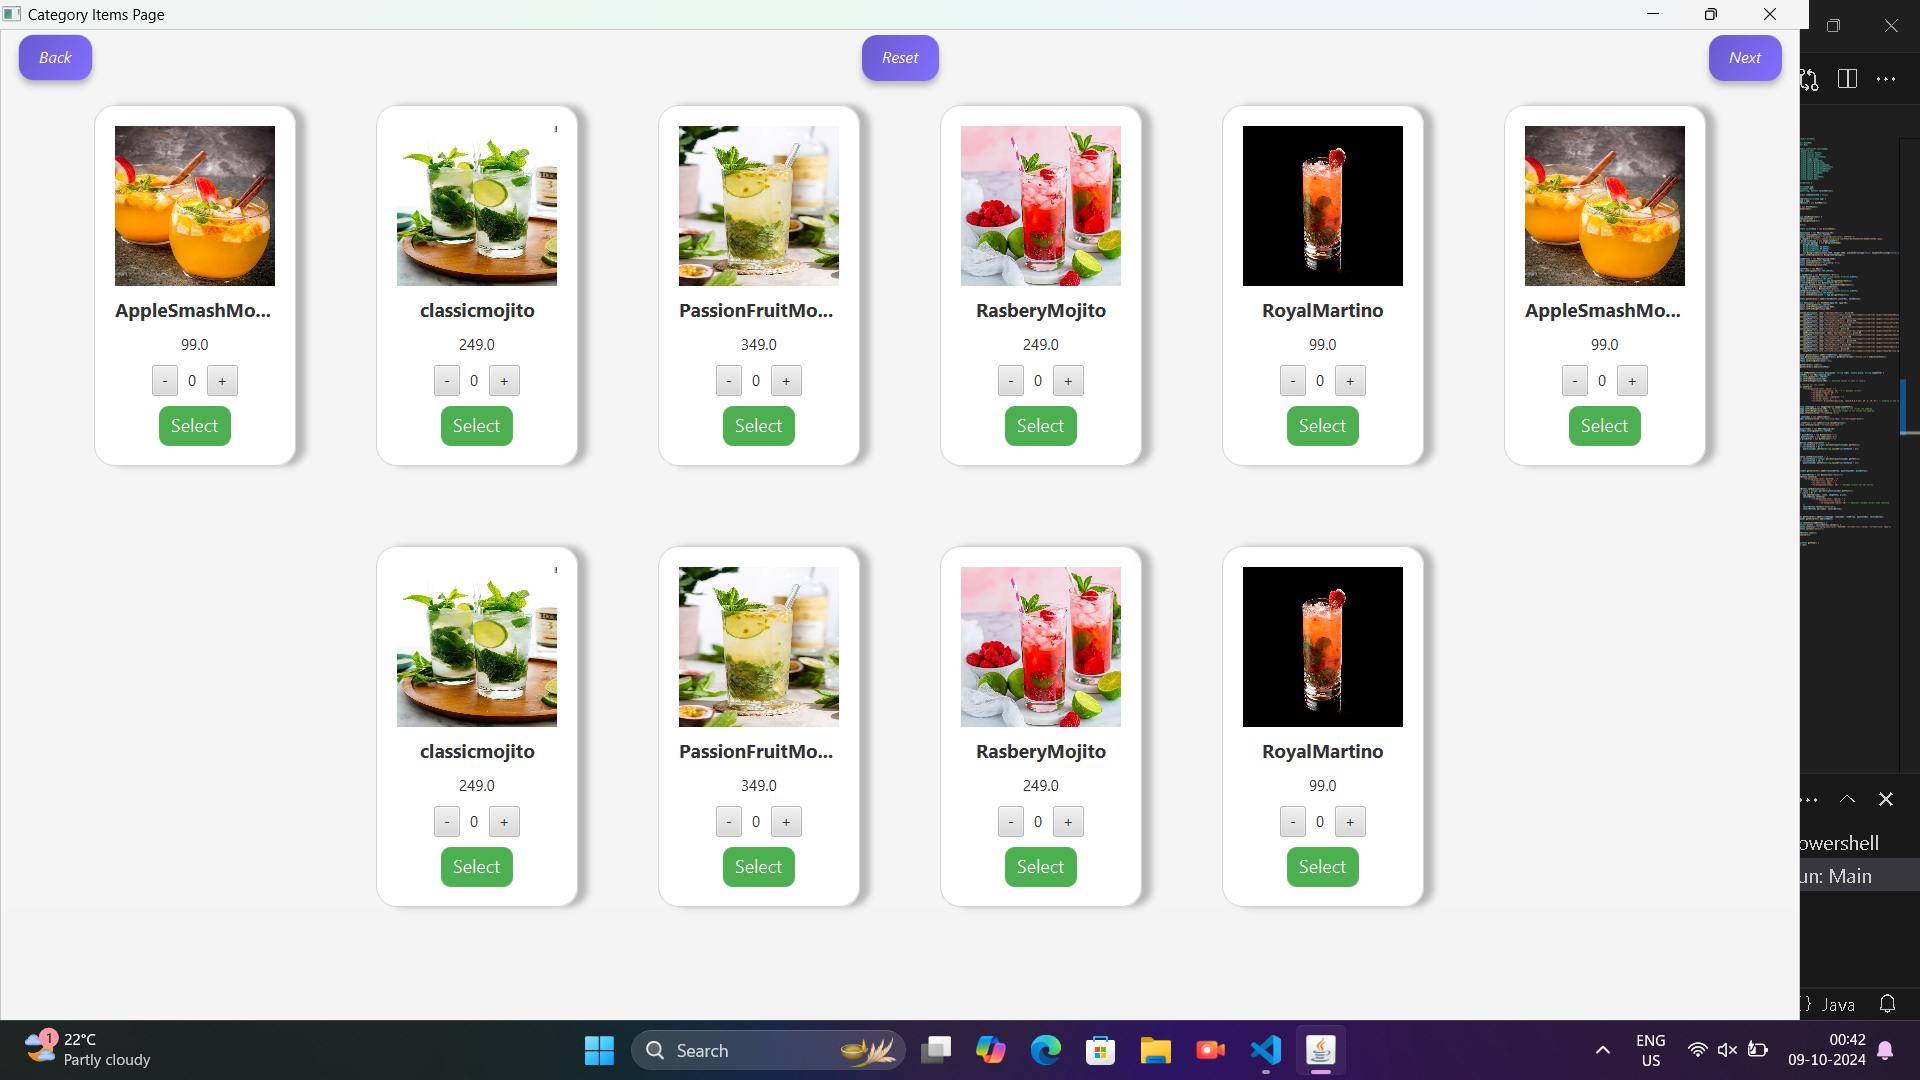 Category Items Page
Back Reset Next
AppleSmashMo... classicmojito PassionFruitMo... RasberyMojito RoyalMartino AppleSmashMo...
99.0 249.0 349.0 249.0 99.0 99.0
- 0 + - 0 + - 0 + - 0 + - 0 + - 0 +
Select Select Select Select Select Select
classicmojito PassionFruitMo... RasberyMojito RoyalMartino
249.0 349.0 249.0 99.0
- 0 + - 0 + - 0 + - 0 +
Select Select Select Select
owershell
un: Main
Java
1 22°C
Partly cloudy
Search
ENG
US
00:42
09-10-2024